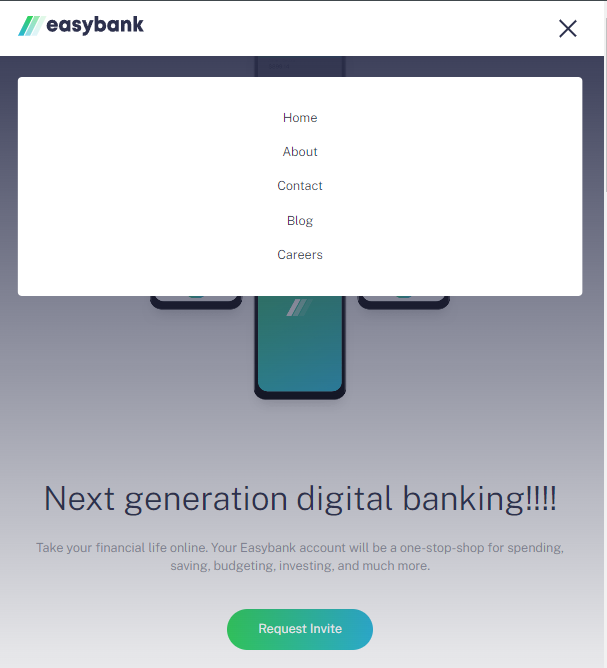 easybank
Home
About
Contact
Blog
Careers
Next generation digital banking!!!!
Take your financial life online. Your Easybank account will be a one-stop-shop for spending,
saving, budgeting, investing, and much more.
Request Invite